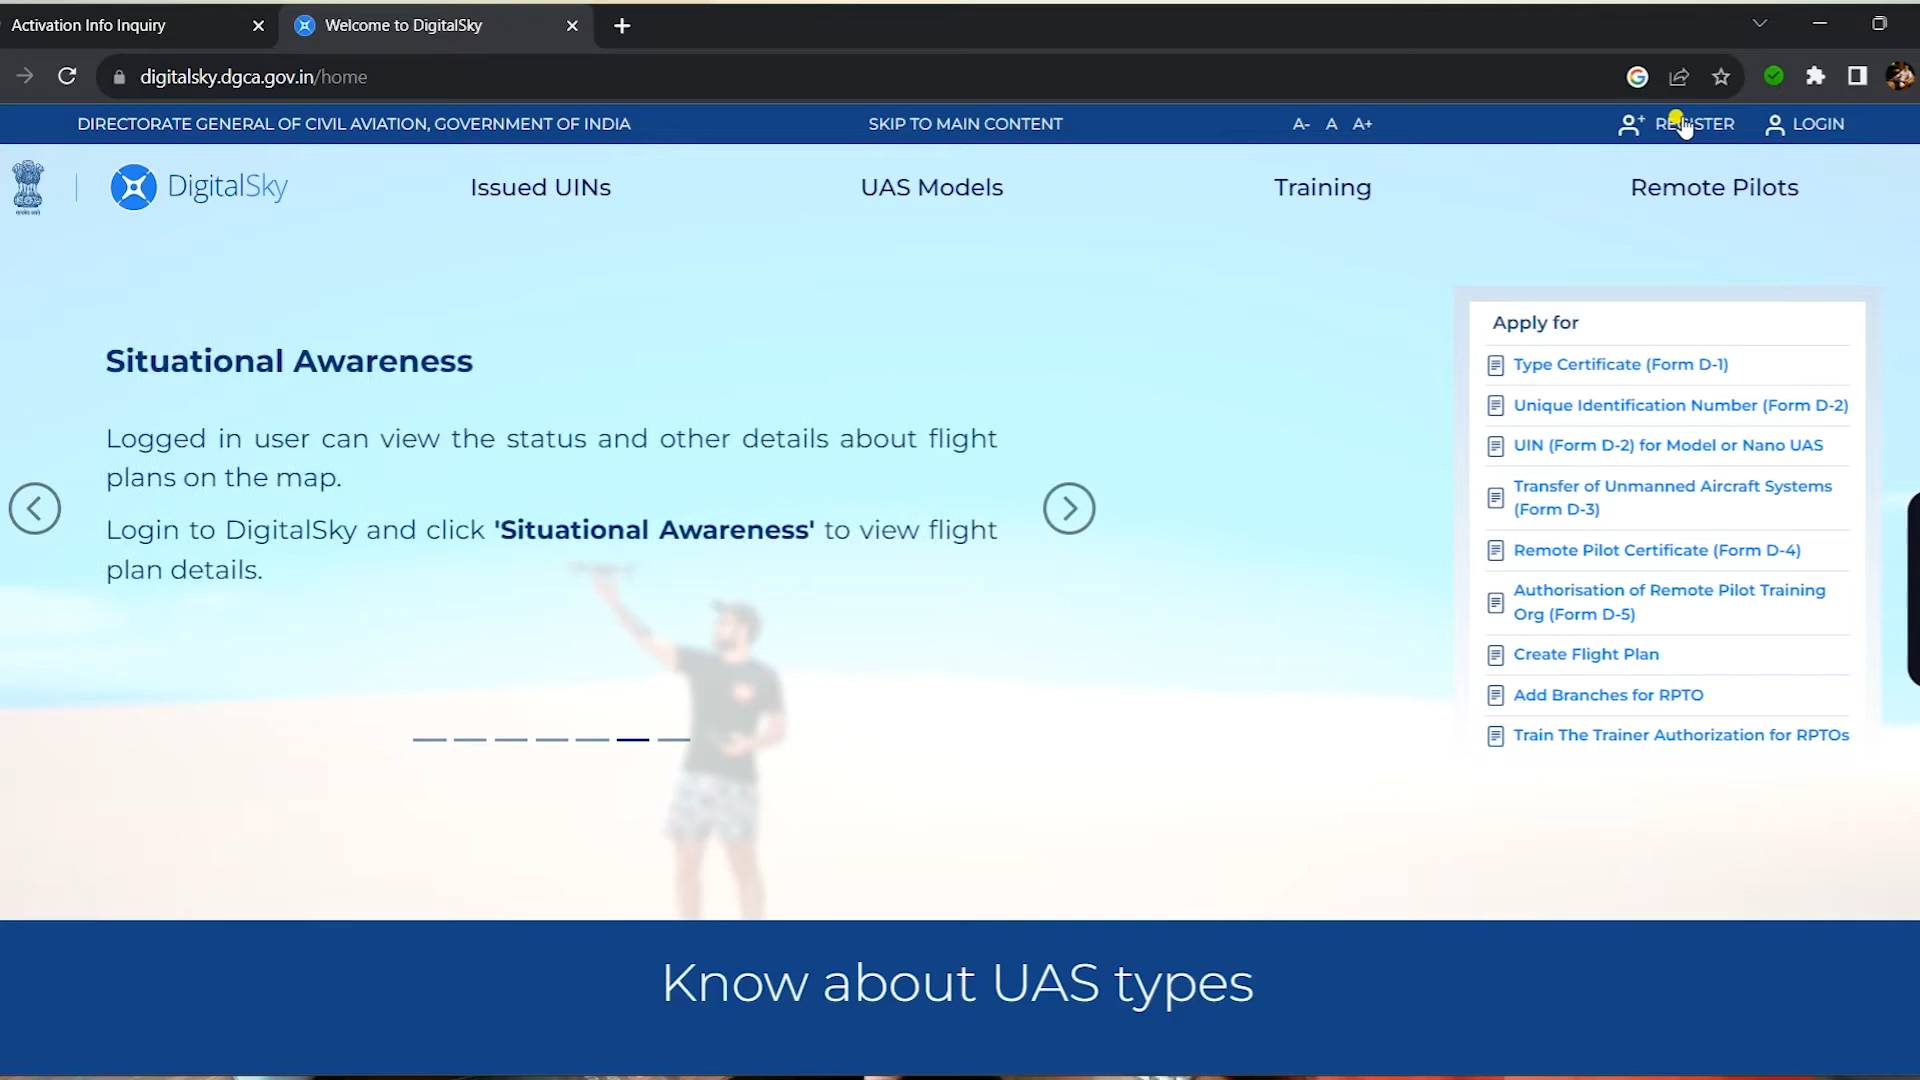 Activation Info Inquiry
Welcome to DigitalSky
digitalsky.dgca.gov.in/home
DIRECTORATE GENERAL OF CIVIL AVIATION, GOVERNMENT OF INDIA
SKIP TO MAIN CONTENT
A- A A+
REGISTER
LOGIN
DigitalSky
Issued UINs
UAS Models
Training
Remote Pilots
Situational Awareness
Logged in user can view the status and other details about flight
plans on the map.
Login to DigitalSky and click 'Situational Awareness' to view flight
plan details.
Apply for
Type Certificate (Form D-1)
Unique Identification Number (Form D-2)
UIN (Form D-2) for Model or Nano UAS
Transfer of Unmanned Aircraft Systems
(Form D-3)
Remote Pilot Certificate (Form D-4)
Authorisation of Remote Pilot Training
Org (Form D-5)
Create Flight Plan
Add Branches for RPTO
Train The Trainer Authorization for RPTOs
Know about UAS types